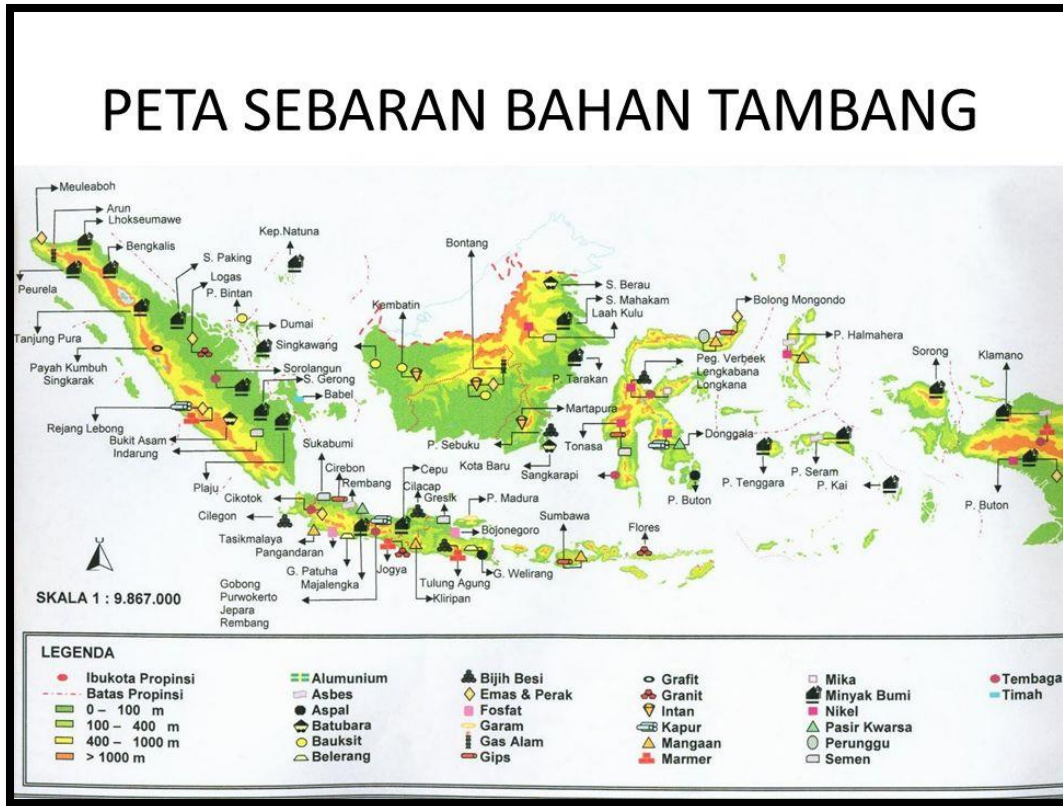 PETA SEBARAN BAHAN TAMBANG
Meuleaboh
Arun
Lhokseumawe
Bengkalis
Kep.Natuna
Bontang
S. Paking
Logas
P. Bintan
Peurela
Kembatin
S. Berau
S. Mahakam
Laah Kulu
Bolong Mongondo
P. Halmahera
Dumai
Tanjung Pura
Singkawang
Payah Kumbuh
Singkarak
Sorolangun
S. Gerong
Babel
P. Tarakan
Peg. Verbeek
Lengkabana
Longkana
Sorong
Klamano
Rejang Lebong
Bukit Asam
Indarung
Sukabumi
Martapura
P. Sebuku
Tonasa
Donggala
Kota Baru
Sangkarapi
Plaju
Cirebon
Rembang
Cepu
Cilacap
Gresik
P. Madura
P. Buton
P. Tenggara
P. Seram
P. Kai
P. Buton
Cikotok
Cilegon
Sumbawa
Flores
Bojonegoro
Tasikmalaya
Pangandaran
G. Patuha
Majalengka
Jogya
Tulung Agung
G. Welirang
Kliripan
Gobong
Purwokerto
Jepara
Rembang
SKALA 1 : 9.867.000
LEGENDA
Ibukota Propinsi
Batas Propinsi
0 – 100 m
100 – 400 m
400 – 1000 m
> 1000 m
Alumunium
Asbes
Aspal
Batubara
Bauksit
Belerang
Bijih Besi
Emas & Perak
Fosfat
Garam
Gas Alam
Gips
Grafit
Granit
Intan
Kapur
Mangaan
Marmer
Mika
Minyak Bumi
Nikel
Pasir Kwarsa
Perunggu
Semen
Tembaga
Timah